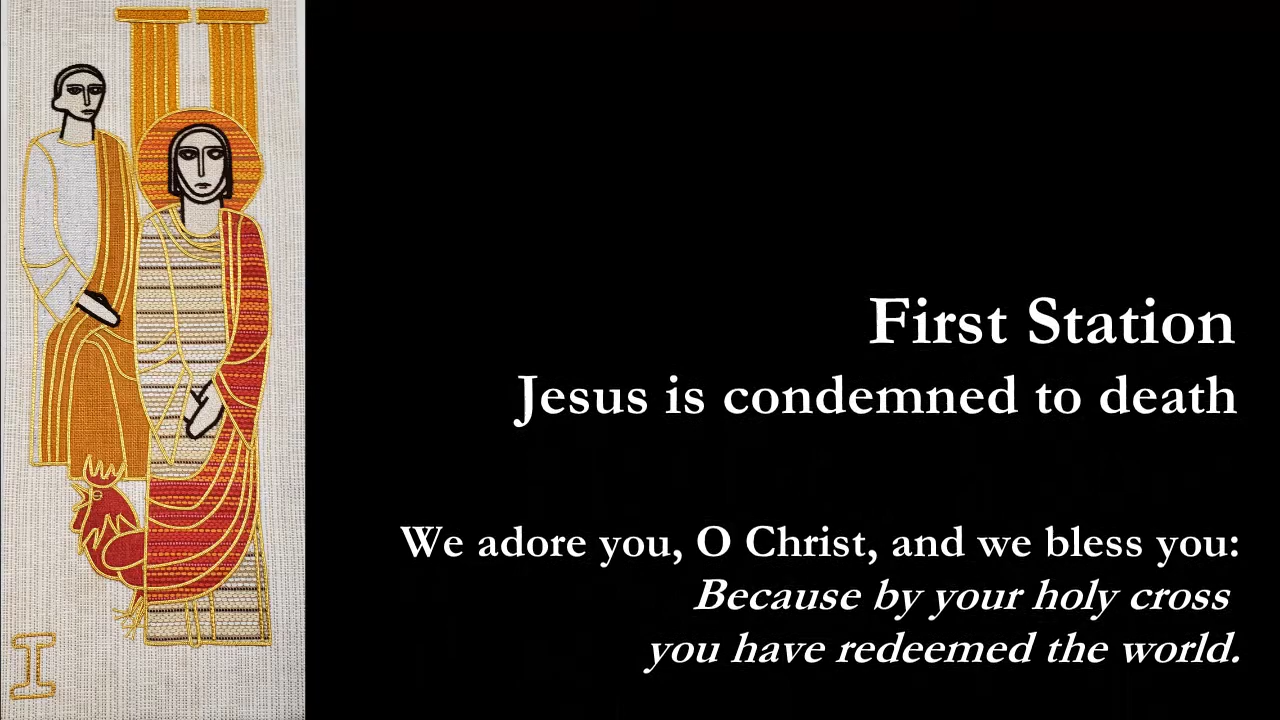 I
First Station
Jesus is condemned to death
We adore you, O Christ, and we bless you:
Because by your holy cross
you have redeemed the world.